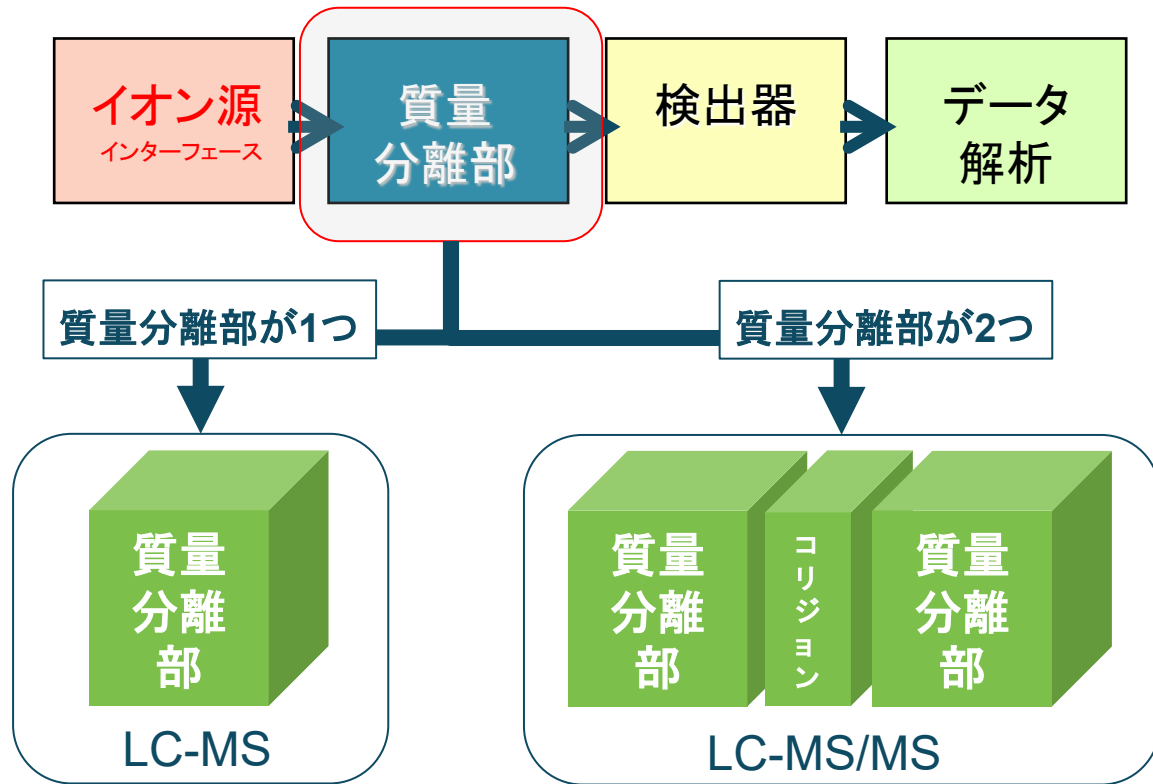 イオン源
インターフェース
質量
分離部
検出器
データ
解析
質量分離部が1つ
質量分離部が2つ
質量
分離
部
LC-MS
質量
分離
部
コリジョン
質量
分離
部
LC-MS/MS